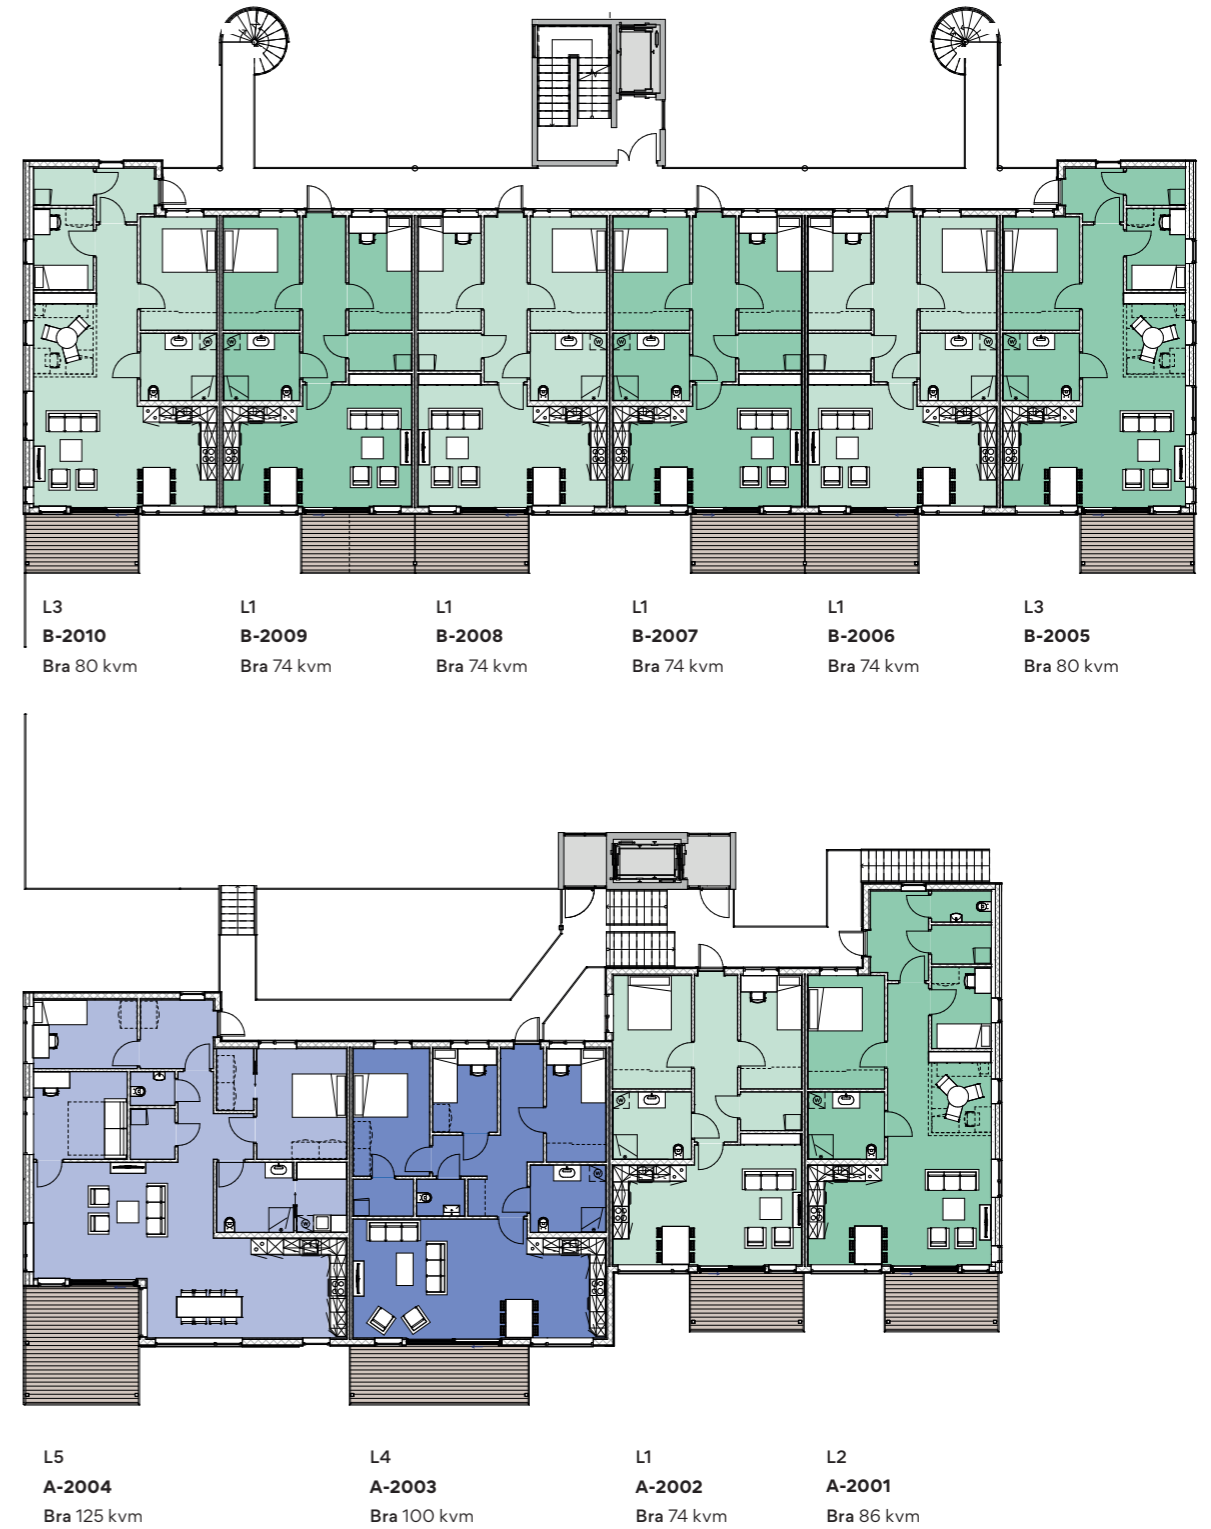 L3
B-2010
Bra 80 kvm
L1
B-2009
Bra 74 kvm
L1
B-2008
Bra 74 kvm
L1
B-2007
Bra 74 kvm
L1
B-2006
Bra 74 kvm
L3
B-2005
Bra 80 kvm
L5
A-2004
Bra 125 kvm
L4
A-2003
Bra 100 kvm
L1
A-2002
Bra 74 kvm
L2
A-2001
Bra 86 kvm